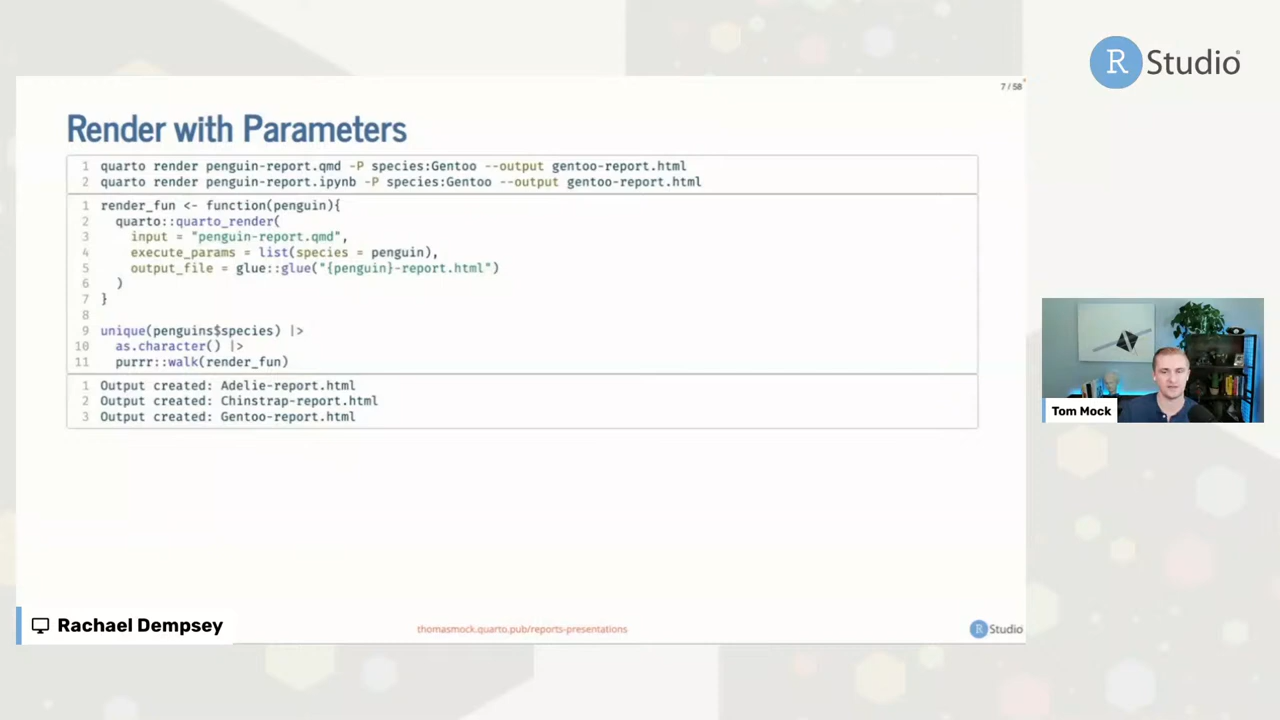 R Studio
7 / 58
Render with Parameters
1 quarto render penguin-report.qmd -P species:Gentoo --output gentoo-report.html
2 quarto render penguin-report.ipynb -P species:Gentoo --output gentoo-report.html
1 render_fun <- function(penguin){
2 quarto::quarto_render(
3 input = "penguin-report.qmd",
4 execute_params = list(species = penguin),
5 output_file = glue::glue("{penguin}-report.html")
6 )
7 }
8
9 unique(penguins$species) |>
10 as.character() |>
11 purrr::walk(render_fun)
1 Output created: Adelie-report.html
2 Output created: Chinstrap-report.html
3 Output created: Gentoo-report.html
Tom Mock
Rachael Dempsey
thomasmock.quarto.pub/reports-presentations
R Studio